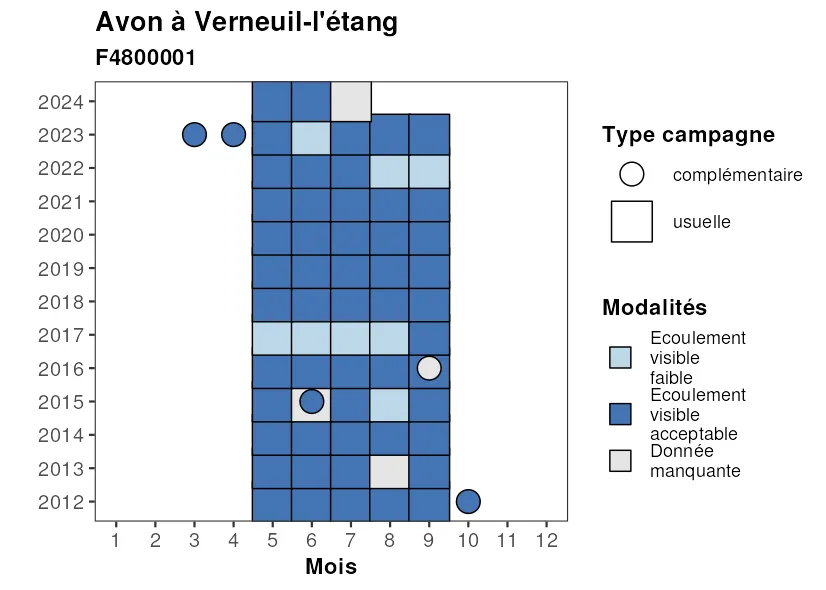 Avon à Verneuil-l'étang
F4800001
2024
2023
2022
2021
2020
2019
2018
2017
2016
2015
2014
2013
2012
1 2 3 4 5 6 7 8 9 10 11 12
Mois
Type campagne
complémentaire
usuelle
Modalités
Ecoulement
visible
faible
Ecoulement
visible
acceptable
Donnée
manquante